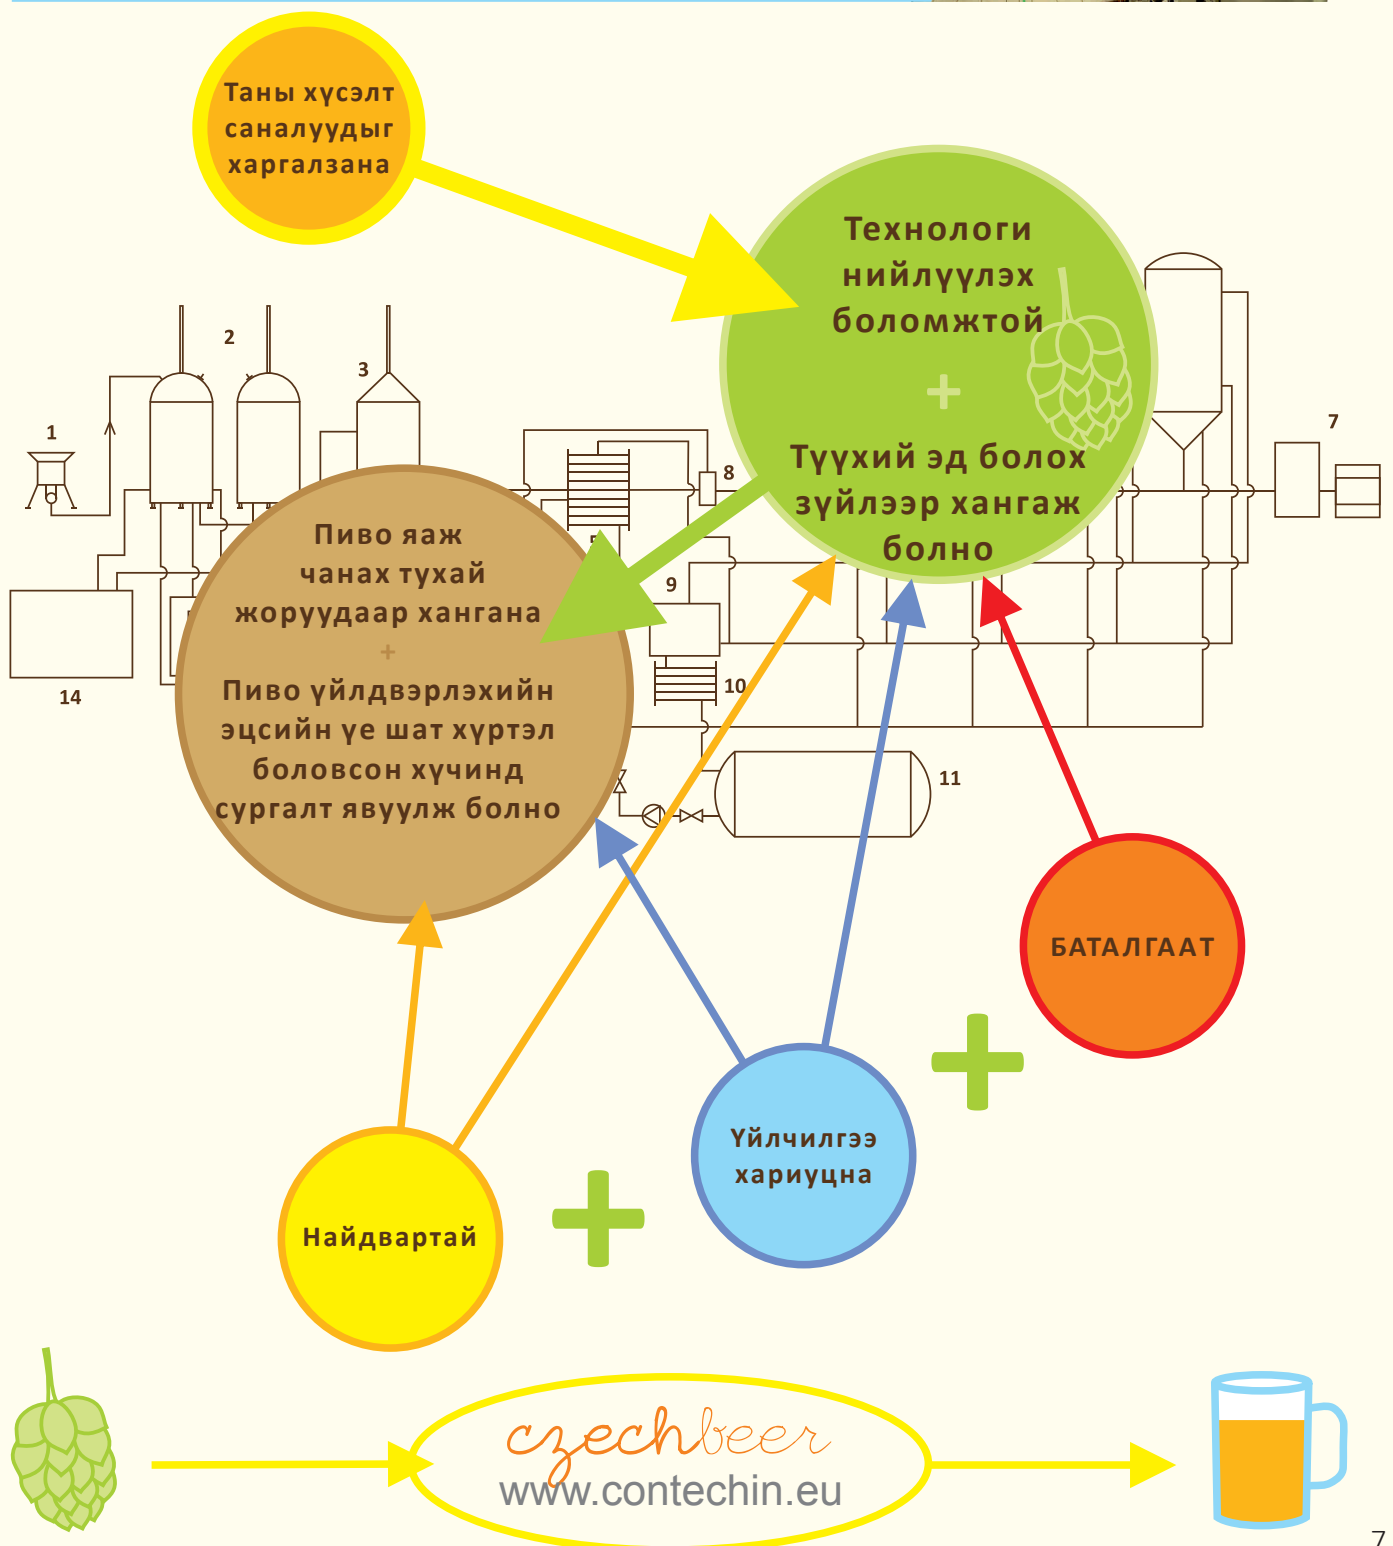 Таны хүсэлт
саналуудыг
харгалзана
Технологи
нийлүүлэх
боломжтой
+
Түүхий эд болох
зүйлээр хангаж
болно
1
2
3
7
8
9
10
11
14
Пиво яаж
чанах тухай
жоруудаар хангана
+
Пиво үйлдвэрлэхийн
эцсийн үе шат хүртэл
боловсон хүчинд
сургалт явуулж болно
БАТАЛГААТ
+
Үйлчилгээ
хариуцна
+
Найдвартай
czechbeer
www.contechin.eu
7